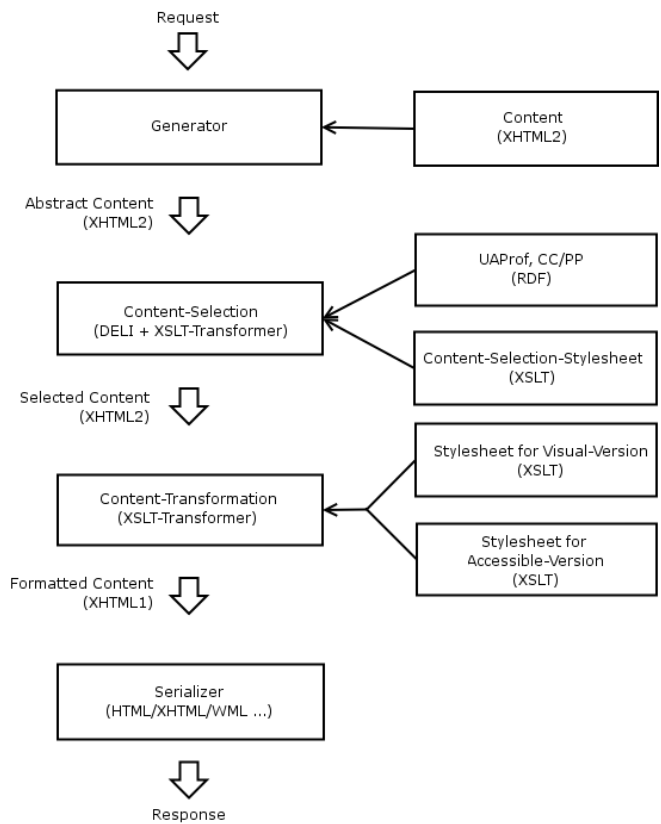 Request
Generator
Content
(XHTML2)
Abstract Content
(XHTML2)
UAProf, CC/PP
(RDF)
Content-Selection
(DELI + XSLT-Transformer)
Content-Selection-Stylesheet
(XSLT)
Selected Content
(XHTML2)
Stylesheet for Visual-Version
(XSLT)
Content-Transformation
(XSLT-Transformer)
Stylesheet for
Accessible-Version
(XSLT)
Formatted Content
(XHTML1)
Serializer
(HTML/XHTML/WML ...)
Response